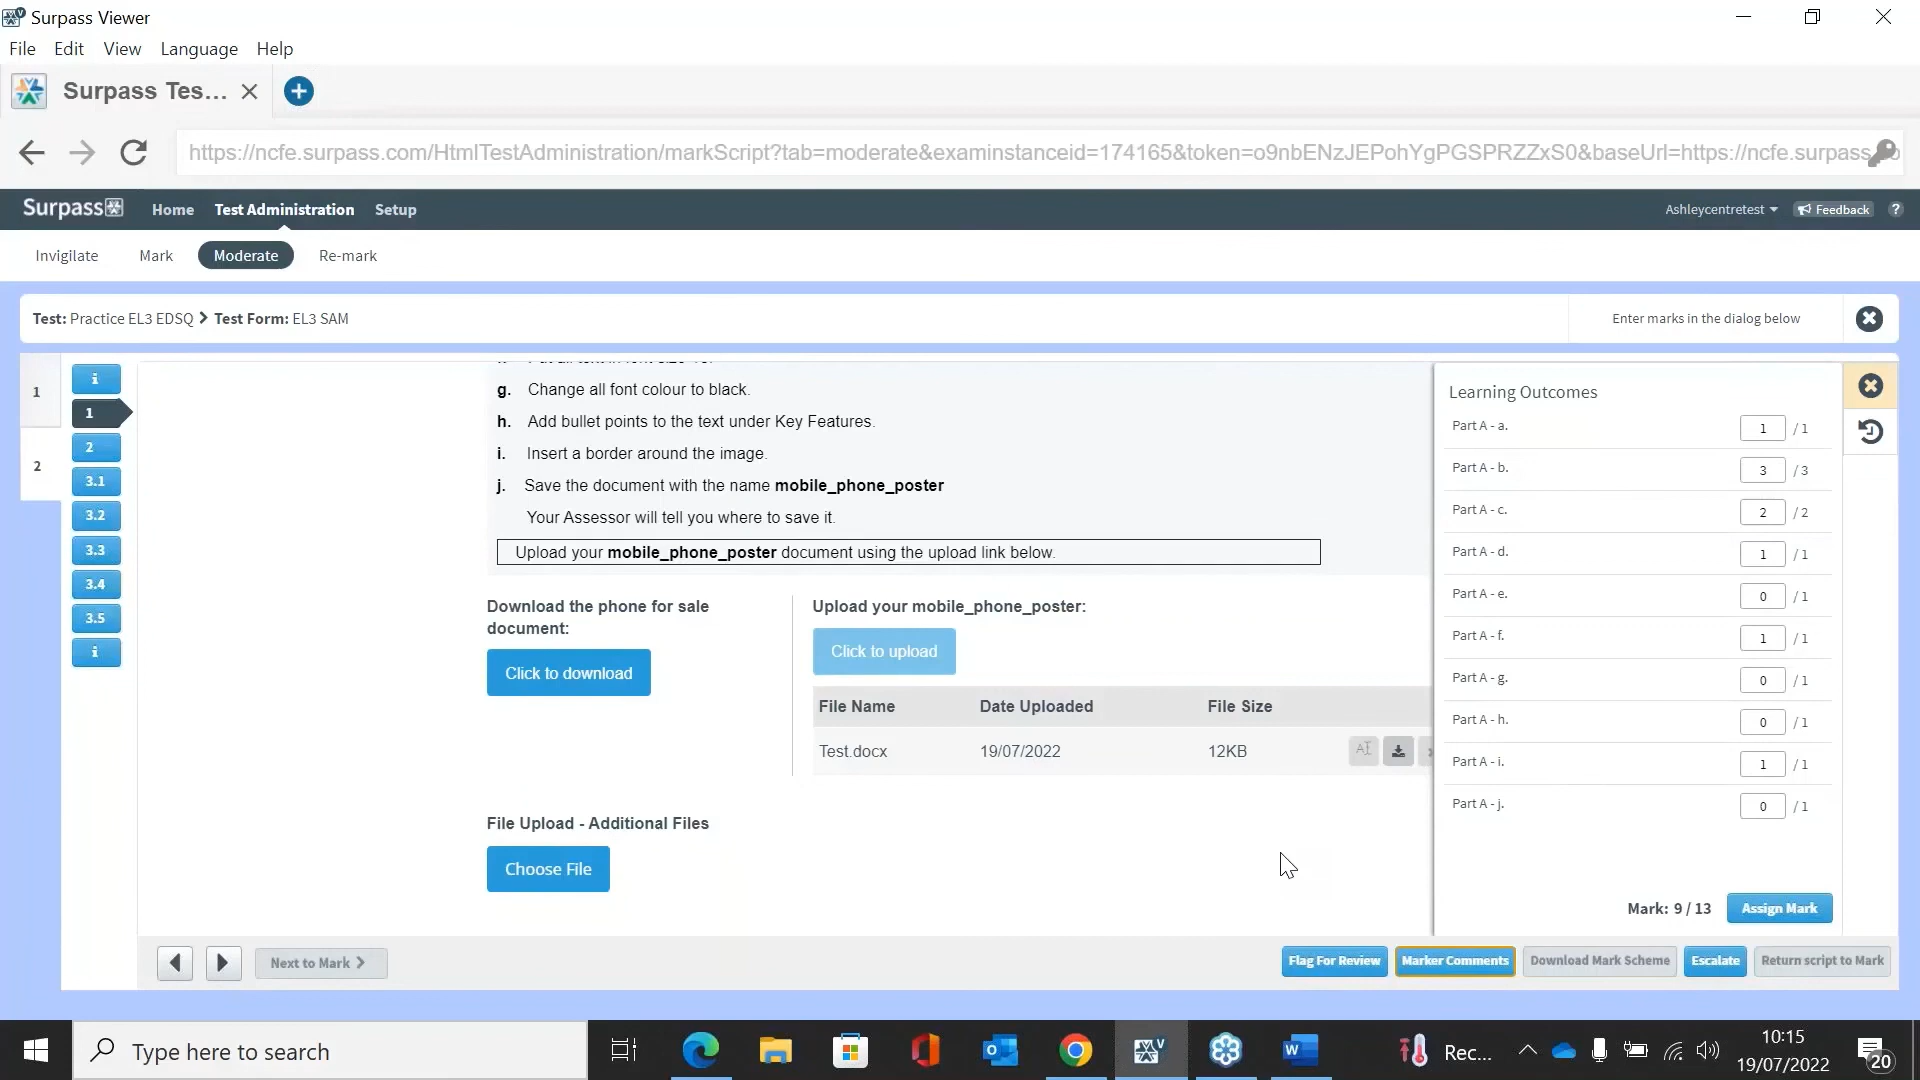 Surpass Viewer
File Edit View Language Help
Surpass Tes...
https://ncfe.surpass.com/HtmlTestAdministration/markScript?tab=moderate&examinstanceid=174165&token=o9nbENzJEPohYgPGSPRZZxS0&baseUrl=https://ncfe.surpass
Surpass Home Test Administration Setup Ashleycentretest Feedback ?
Invigilate Mark Moderate Re-mark
Test: Practice EL3 EDSQ > Test Form: EL3 SAM Enter marks in the dialog below
1
2
i
1
2
3.1
3.2
3.3
3.4
3.5
i
g. Change all font colour to black.
h. Add bullet points to the text under Key Features.
i. Insert a border around the image.
j. Save the document with the name mobile_phone_poster
Your Assessor will tell you where to save it.
Upload your mobile_phone_poster document using the upload link below.
Download the phone for sale
document:
Click to download
Upload your mobile_phone_poster:
Click to upload
File Name Date Uploaded File Size
Test.docx 19/07/2022 12KB
File Upload - Additional Files
Choose File
Learning Outcomes
Part A - a. 1 / 1
Part A - b. 3 / 3
Part A - c. 2 / 2
Part A - d. 1 / 1
Part A - e. 0 / 1
Part A - f. 1 / 1
Part A - g. 0 / 1
Part A - h. 0 / 1
Part A - i. 1 / 1
Part A - j. 0 / 1
Mark: 9 / 13 Assign Mark
Next to Mark > Flag For Review Marker Comments Download Mark Scheme Escalate Return script to Mark
Type here to search Rec... 10:15
19/07/2022 20